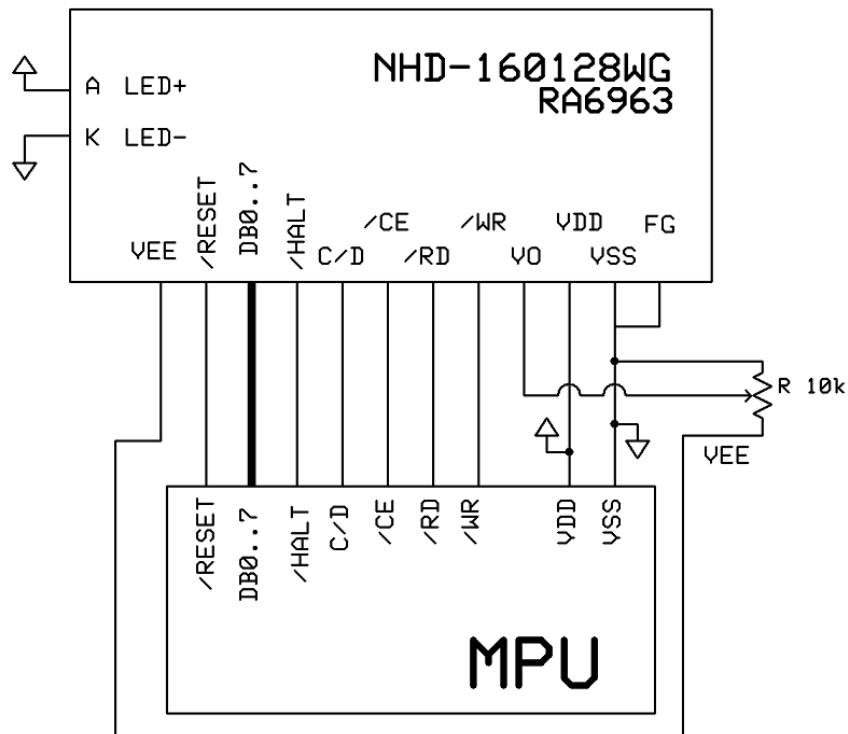 NHD-160128WG
RA6963
A LED+
K LED-
VEE
/RESET
DB0..7
/HALT
C/D
/CE
/RD
/WR
VO
VDD
VSS
FG
R 10k
VEE
/RESET
DB0..7
/HALT
C/D
/CE
/RD
/WR
VDD
VSS
MPU